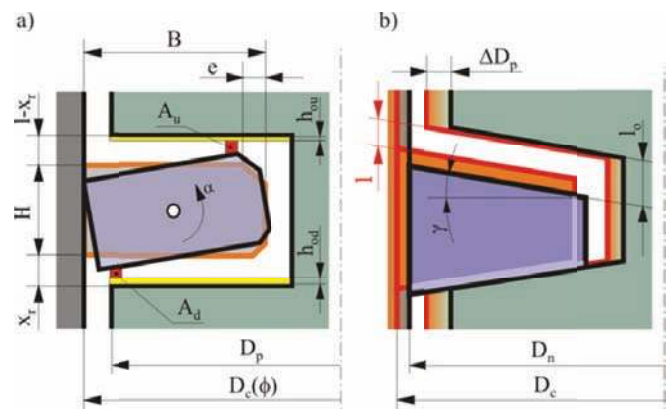 a)
b)
B
e
ΔD_p
A_u
h_ou
l-x_r
H
x_r
α
h_od
A_d
D_p
D_c(ϕ)
l
l_o
γ
D_n
D_c